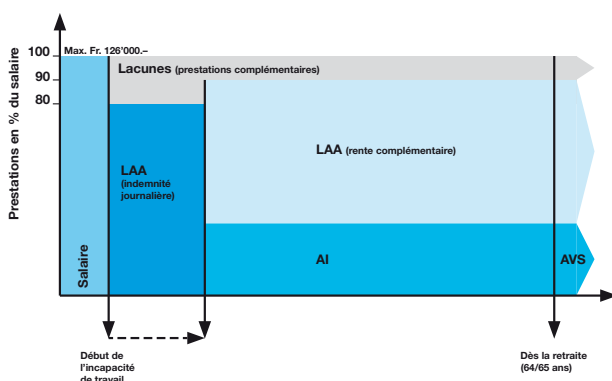 Prestations en % du salaire
100
90
80
Max. Fr. 126'000.–
Lacunes (prestations complémentaires)
Salaire
LAA
(indemnité
journalière)
LAA (rente complémentaire)
AI
AVS
Début de
l'incapacité
de travail
Dès la retraite
(64/65 ans)